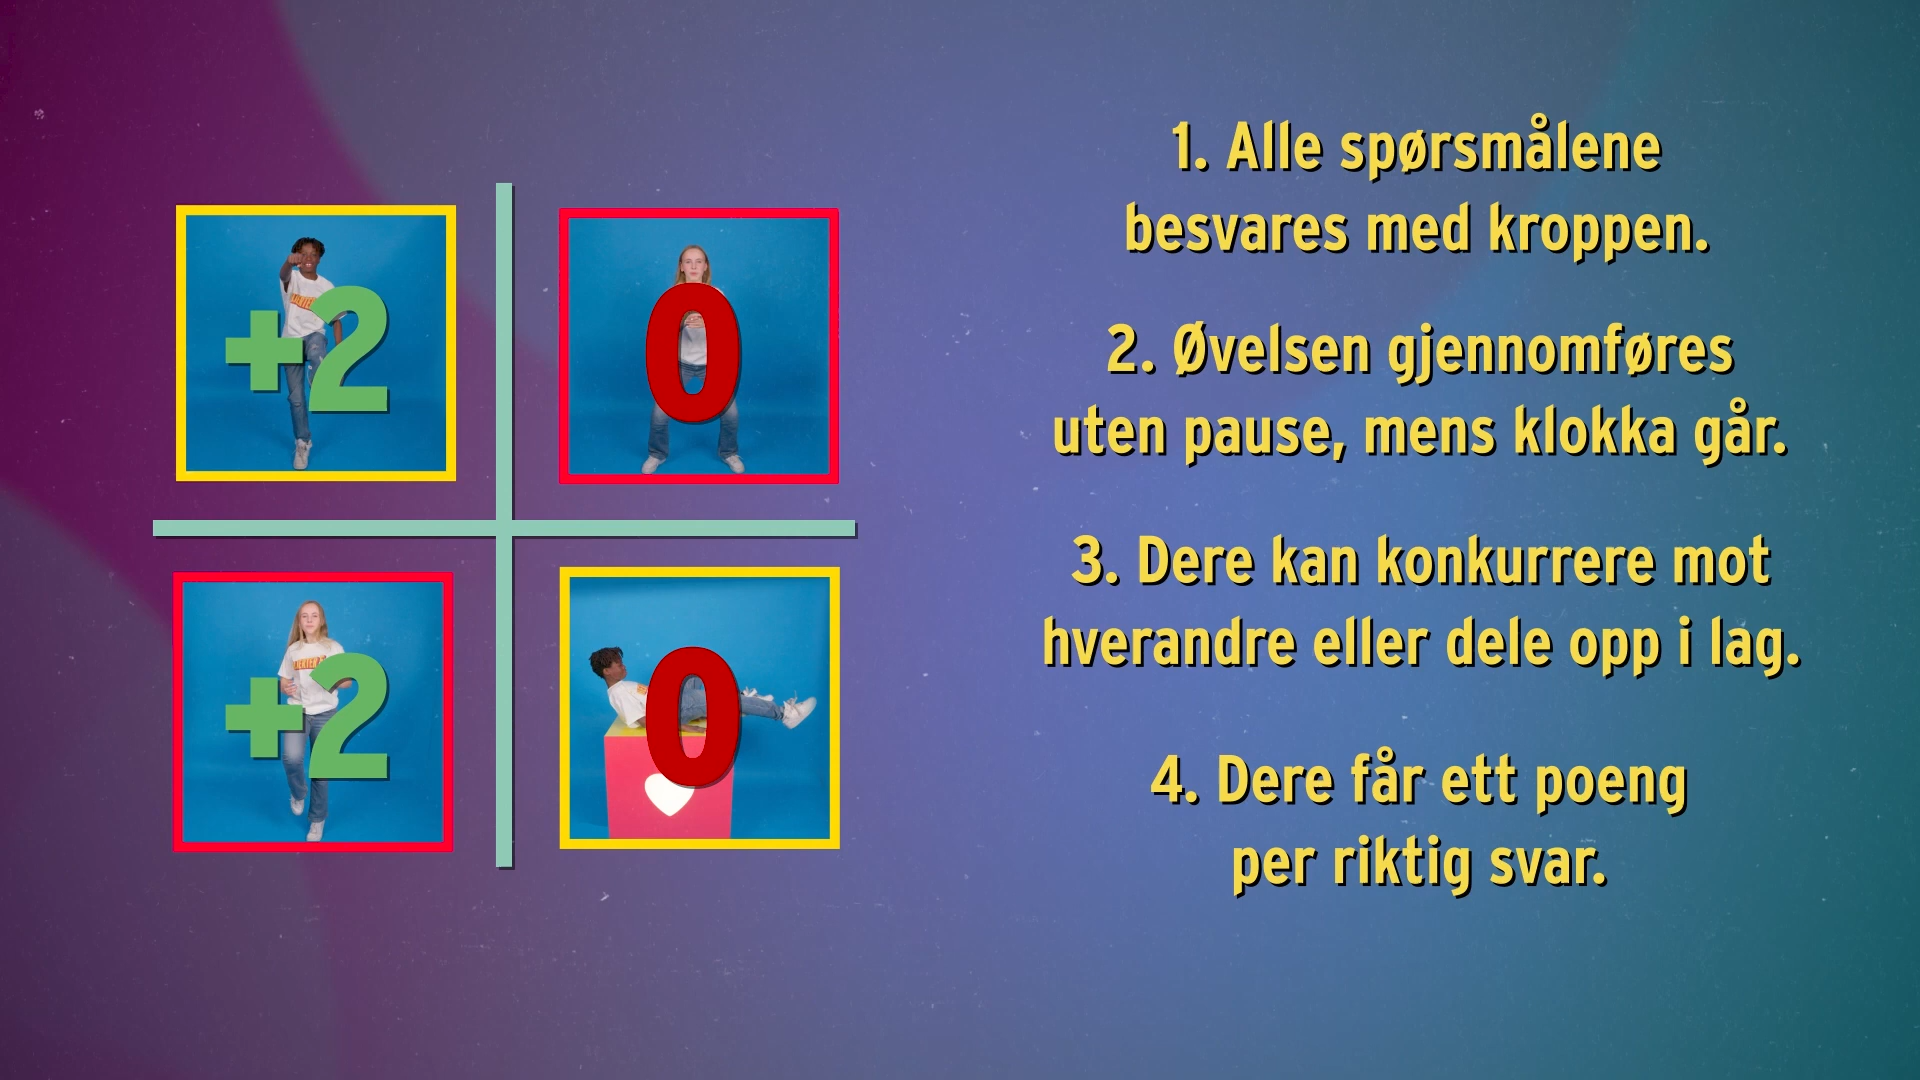 +2
0
+2
0
1. Alle spørsmålene
besvares med kroppen.
2. Øvelsen gjennomføres
uten pause, mens klokka går.
3. Dere kan konkurrere mot
hverandre eller dele opp i lag.
4. Dere får ett poeng
per riktig svar.